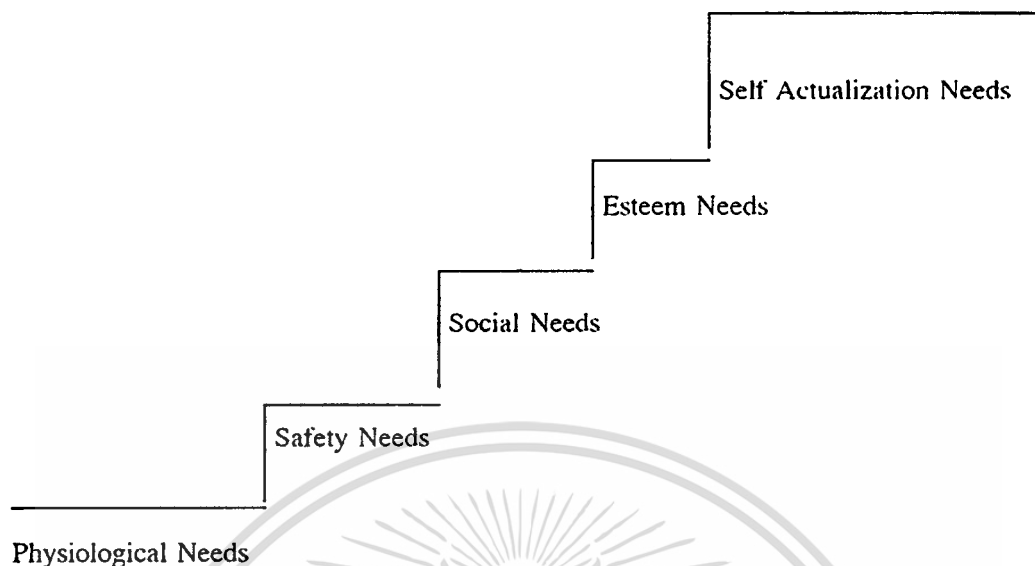 Self Actualization Needs
Esteem Needs
Social Needs
Safety Needs
Physiological Needs